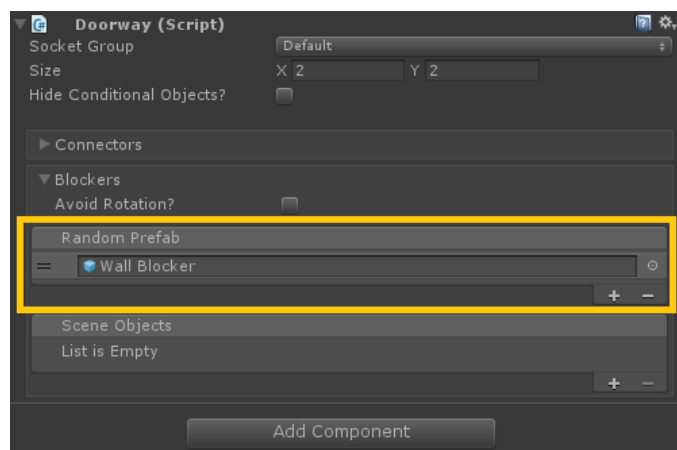 Doorway (Script)
Socket Group Default
Size X 2 Y 2
Hide Conditional Objects?
Connectors
Blockers
Avoid Rotation?
Random Prefab
Wall Blocker
+ −
Scene Objects
List is Empty
+ −
Add Component